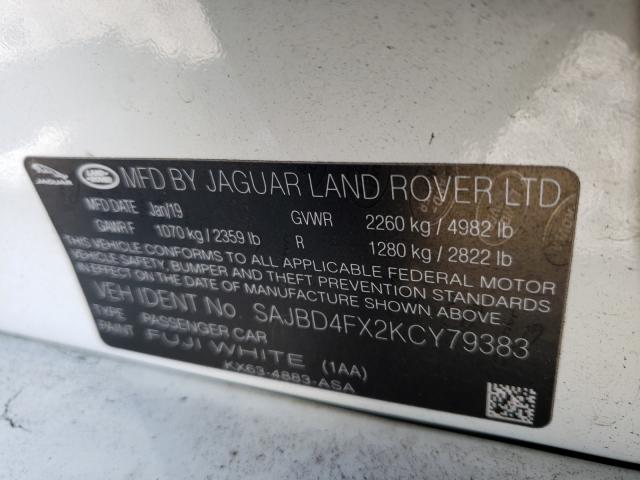 JAGUAR LAND ROVER MFD BY JAGUAR LAND ROVER LTD
MFD DATE Jan/19 GVWR 2260 kg / 4982 lb
GAWR F 1070 kg / 2359 lb R 1280 kg / 2822 lb
THIS VEHICLE CONFORMS TO ALL APPLICABLE FEDERAL MOTOR
VEHICLE SAFETY, BUMPER AND THEFT PREVENTION STANDARDS
IN EFFECT ON THE DATE OF MANUFACTURE SHOWN ABOVE.
VEH IDENT No. SAJBD4FX2KCY79383
TYPE PASSENGER CAR
PAINT FUJI WHITE (1AA)
KX63-4883-ASA